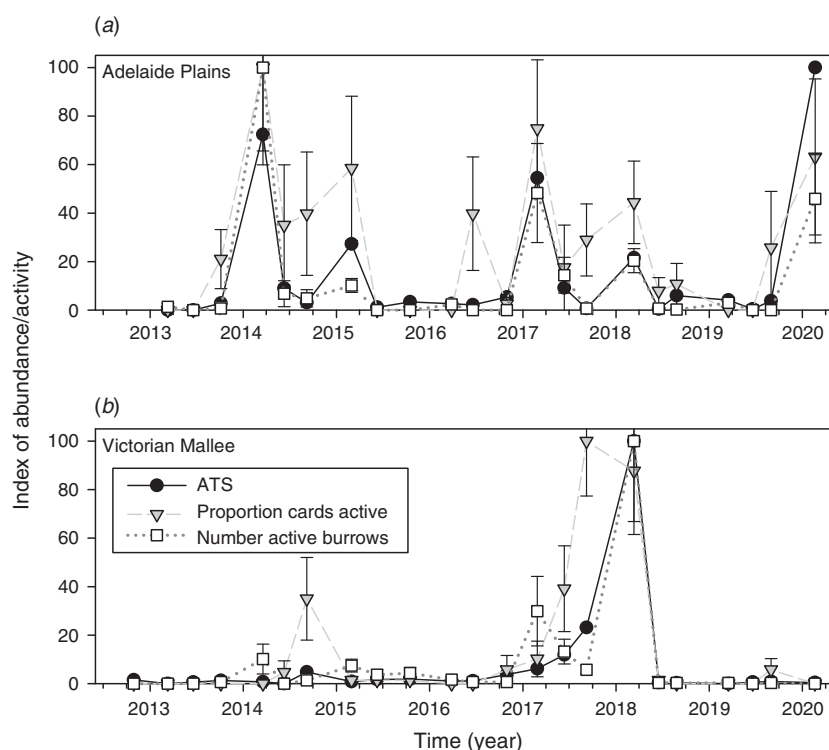 (a)
Adelaide Plains
100
80
60
40
20
0
2013 2014 2015 2016 2017 2018 2019 2020
Index of abundance/activity
(b)
Victorian Mallee
ATS
Proportion cards active
Number active burrows
100
80
60
40
20
0
2013 2014 2015 2016 2017 2018 2019 2020
Time (year)